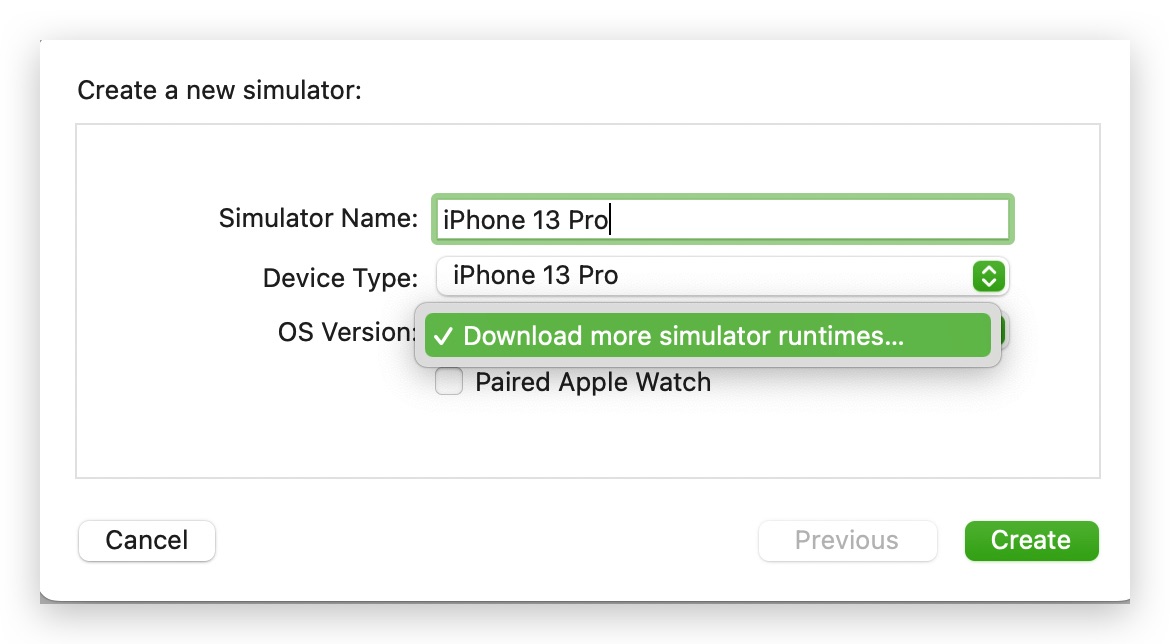 Create a new simulator:
Simulator Name: iPhone 13 Pro
Device Type: iPhone 13 Pro
OS Version: ✓ Download more simulator runtimes...
Paired Apple Watch
Cancel Previous Create